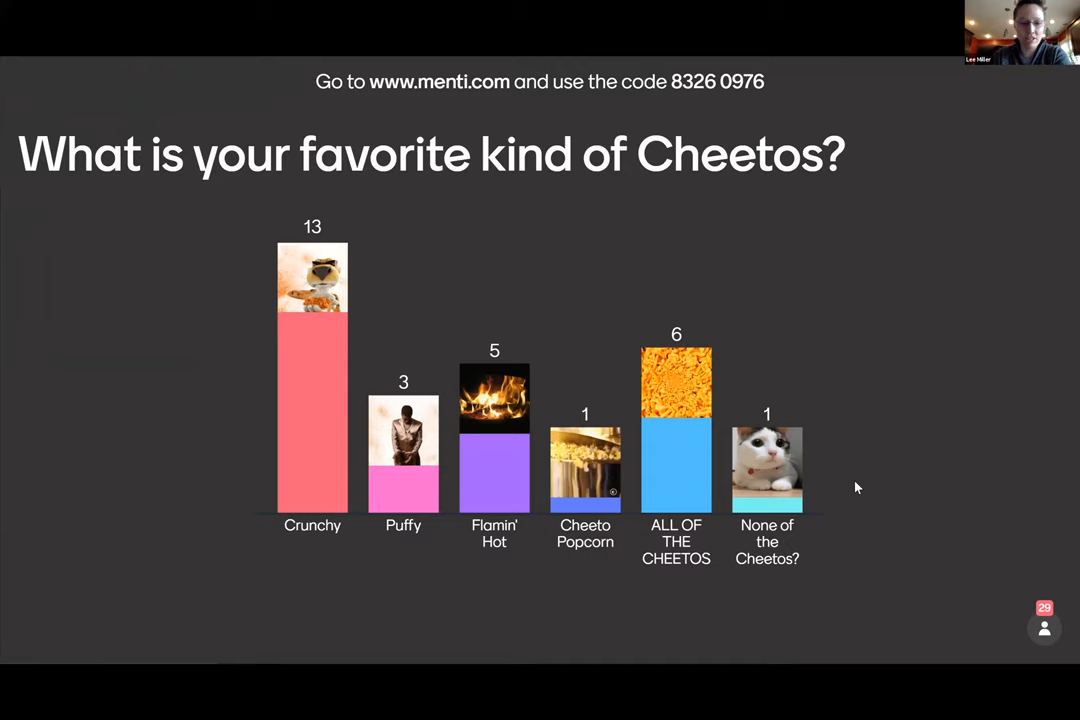 Lee Miller
Go to www.menti.com and use the code 8326 0976
What is your favorite kind of Cheetos?
13
3
5
1
6
1
Crunchy
Puffy
Flamin'
Hot
Cheeto
Popcorn
ALL OF
THE
CHEETOS
None of
the
Cheetos?
29